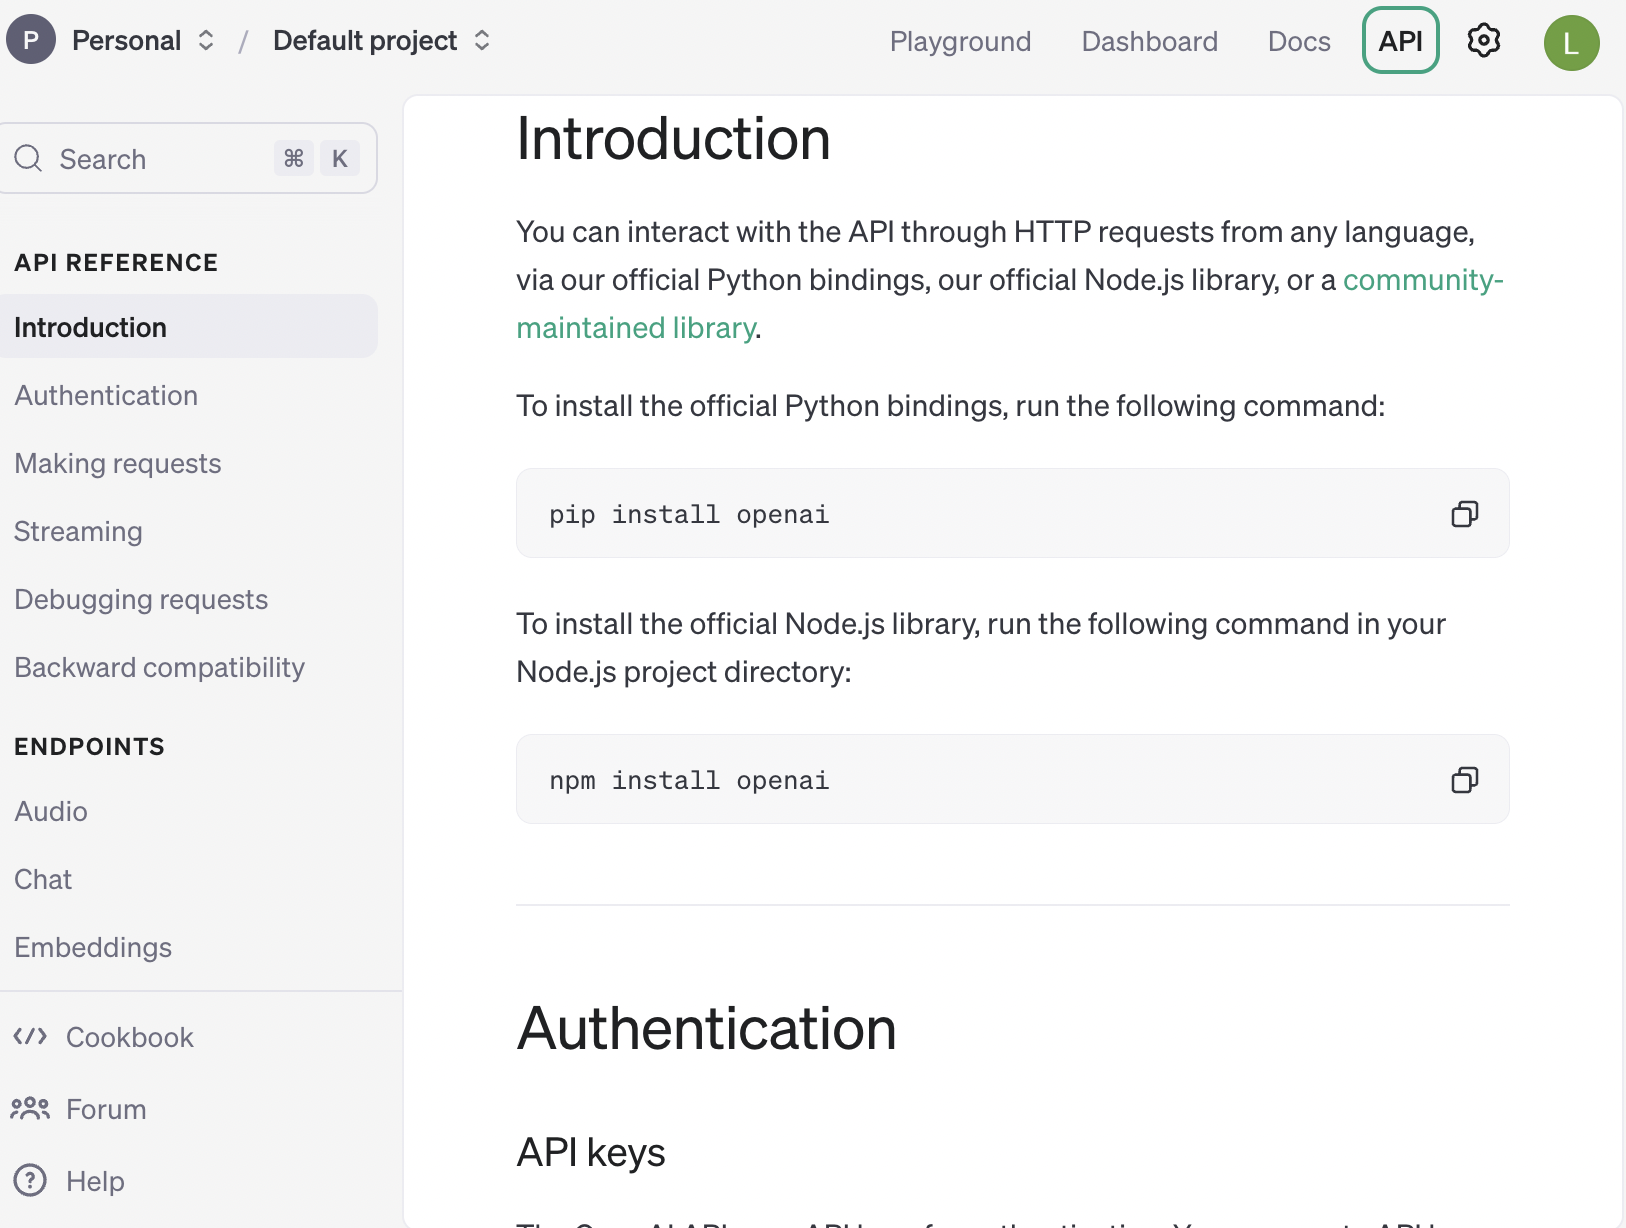 P Personal / Default project
Playground Dashboard Docs API L
Search ⌘ K
API REFERENCE
Introduction
Authentication
Making requests
Streaming
Debugging requests
Backward compatibility
ENDPOINTS
Audio
Chat
Embeddings
</> Cookbook
Forum
? Help
Introduction
You can interact with the API through HTTP requests from any language,
via our official Python bindings, our official Node.js library, or a community-
maintained library.
To install the official Python bindings, run the following command:
pip install openai
To install the official Node.js library, run the following command in your
Node.js project directory:
npm install openai
Authentication
API keys